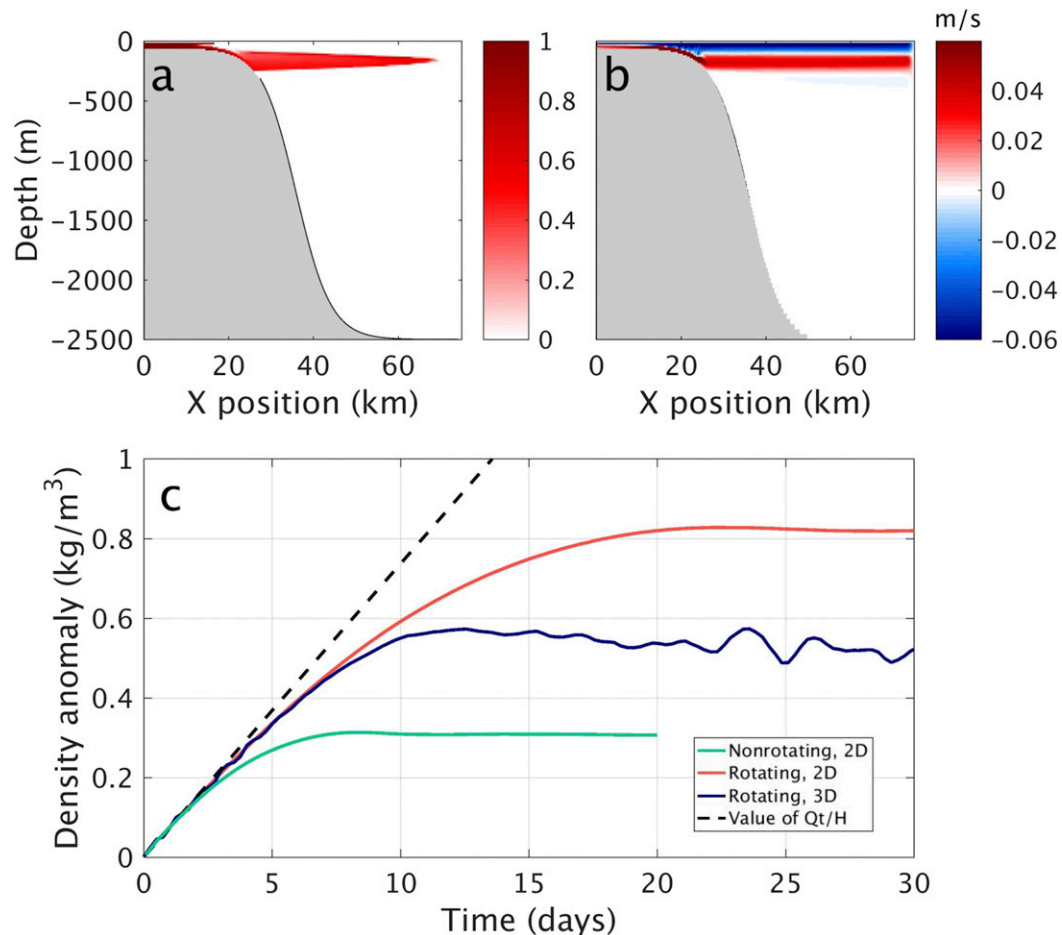 m/s
0
−500
−1000
−1500
−2000
−2500
Depth (m)
a
0 20 40 60
X position (km)
1
0.8
0.6
0.4
0.2
0
b
0 20 40 60
X position (km)
0.04
0.02
0
−0.02
−0.04
−0.06
1
0.8
0.6
0.4
0.2
0
Density anomaly (kg/m³)
c
Nonrotating, 2D
Rotating, 2D
Rotating, 3D
Value of Qt/H
0 5 10 15 20 25 30
Time (days)